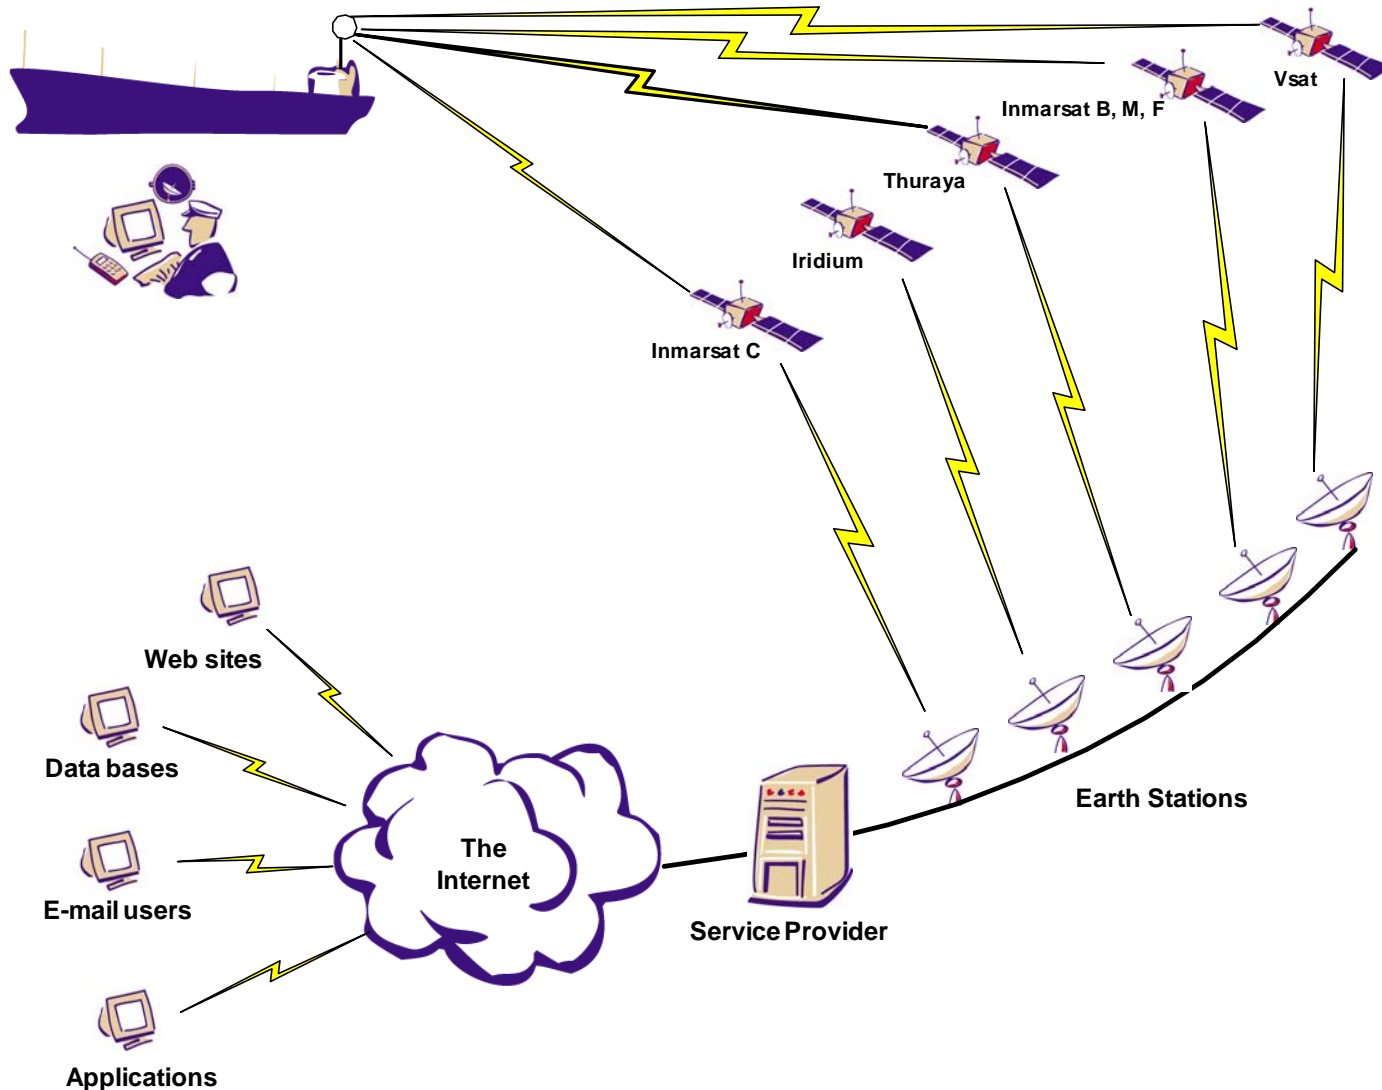 Vsat
Inmarsat B, M, F
Thuraya
Iridium
Inmarsat C
Web sites
Data bases
Earth Stations
The
Internet
E-mail users
Service Provider
Applications